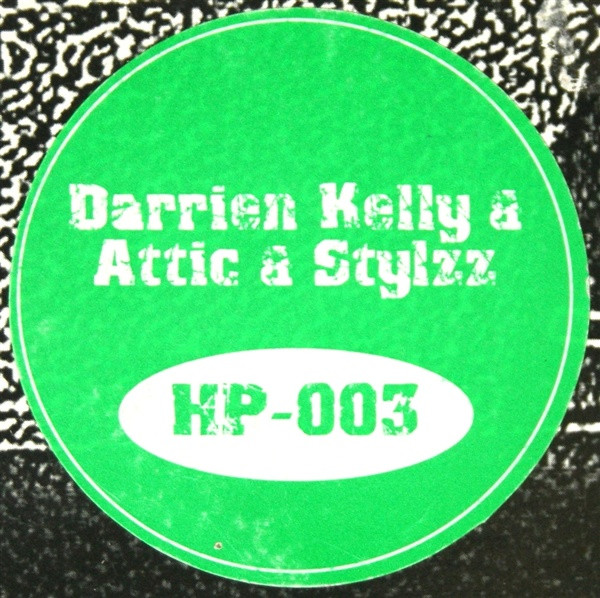 Darrien Kelly &
Attic & Stylzz
HP-003